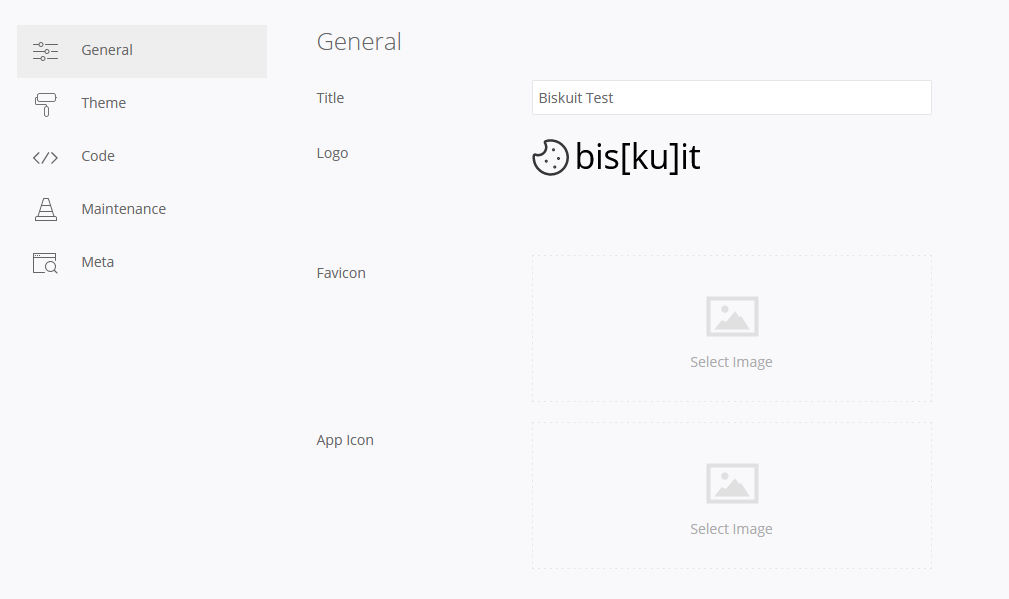 General
Theme
Code
Maintenance
Meta
General
Title
Biskuit Test
Logo
bis[ku]it
Favicon
Select Image
App Icon
Select Image